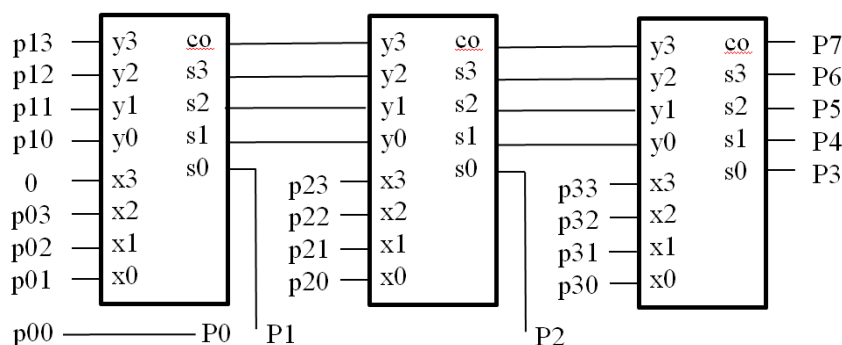 p13 y3 co y3 co y3 co P7
p12 y2 s3 y2 s3 y2 s3 P6
p11 y1 s2 y1 s2 y1 s2 P5
p10 y0 s1 y0 s1 y0 s1 P4
s0 s0 s0 P3
0 x3 p23 x3 p33 x3
p03 x2 p22 x2 p32 x2
p02 x1 p21 x1 p31 x1
p01 x0 p20 x0 p30 x0
p00 P0 P1 P2